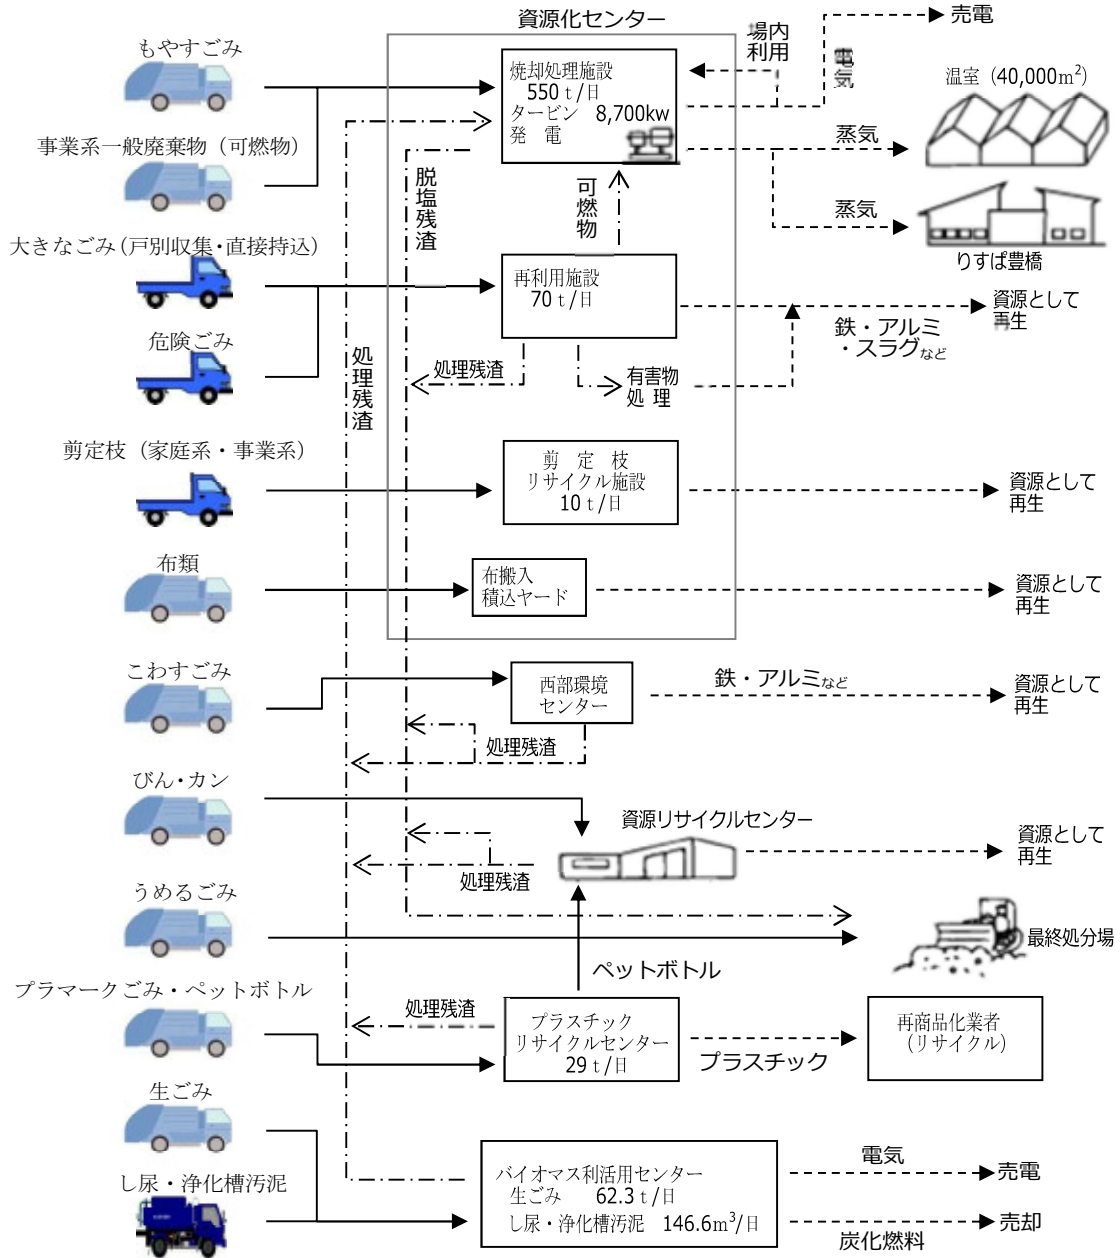 資源化センター
売電
もやすごみ
場内
利用
電気
焼却処理施設
550ｔ/日
タービン 8,700kw
発 電
温室（40,000m²）
事業系一般廃棄物（可燃物）
蒸気
脱塩残渣
可燃物
蒸気
大きなごみ（戸別収集・直接持込）
りすぱ豊橋
再利用施設
70ｔ/日
資源として
再生
鉄・アルミ
・スラグなど
危険ごみ
処理残渣
処理残渣
有害物
処 理
剪定枝（家庭系・事業系）
剪 定 枝
リサイクル施設
10ｔ/日
資源として
再生
布類
布搬入
積込ヤード
資源として
再生
こわすごみ
西部環境
センター
鉄・アルミなど
資源として
再生
処理残渣
びん・カン
資源リサイクルセンター
資源として
再生
処理残渣
うめるごみ
最終処分場
ペットボトル
プラマークごみ・ペットボトル
処理残渣
プラスチック
リサイクルセンター
29ｔ/日
プラスチック
再商品化業者
（リサイクル）
生ごみ
バイオマス利活用センター
生ごみ 62.3ｔ/日
し尿・浄化槽汚泥 146.6m³/日
電気
売電
し尿・浄化槽汚泥
炭化燃料
売却